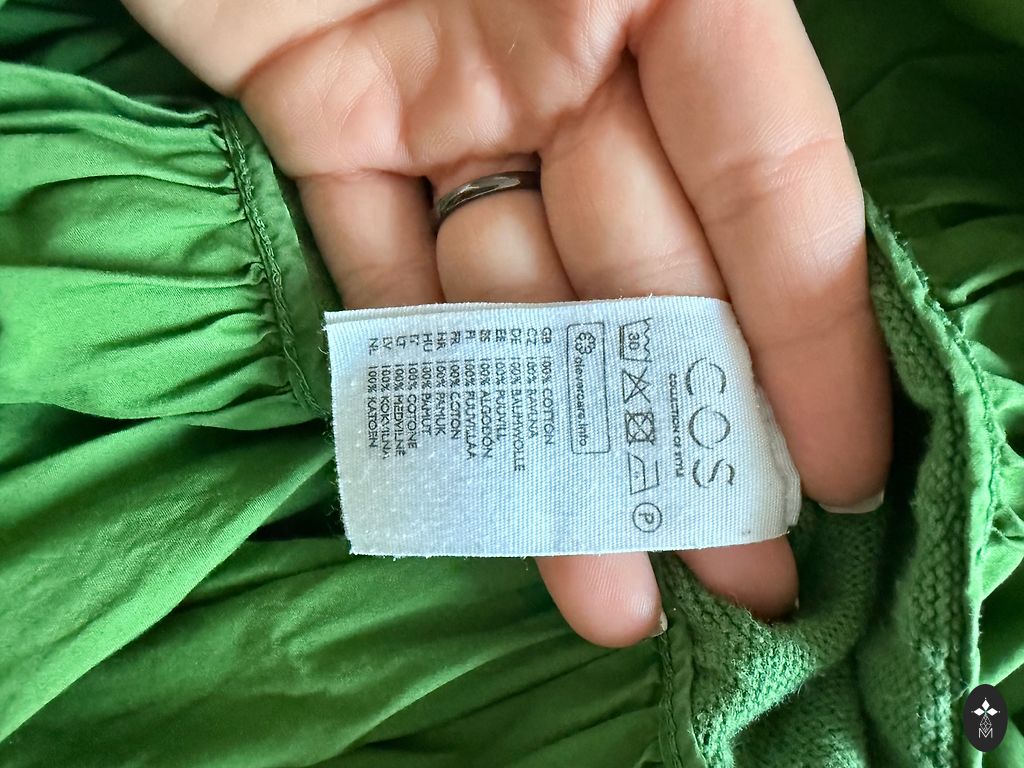 COS
COLLECTION OF STYLE
30
P
clevercare.info
GB 100% COTTON
CZ 100% BAVLNA
DE 100% BAUMWOLLE
EE 100% PUUVILL
ES 100% ALGODÓN
FI 100% PUUVILLA
FR 100% COTON
HR 100% PAMUK
HU 100% PAMUT
IT 100% COTONE
LT 100% MEDVILNĖ
LV 100% KOKVILNA
NL 100% KATOEN
M